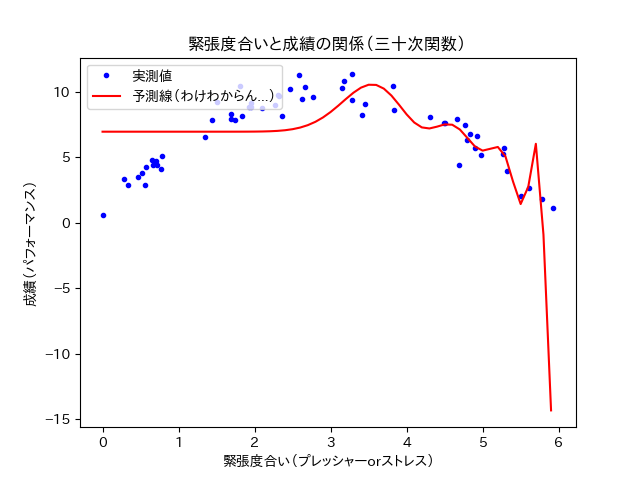 緊張度合いと成績の関係（三十次関数）
実測値
予測線（わけわからん...）
成績（パフォーマンス）
10
5
0
−5
−10
−15
0 1 2 3 4 5 6
緊張度合い（プレッシャーorストレス）